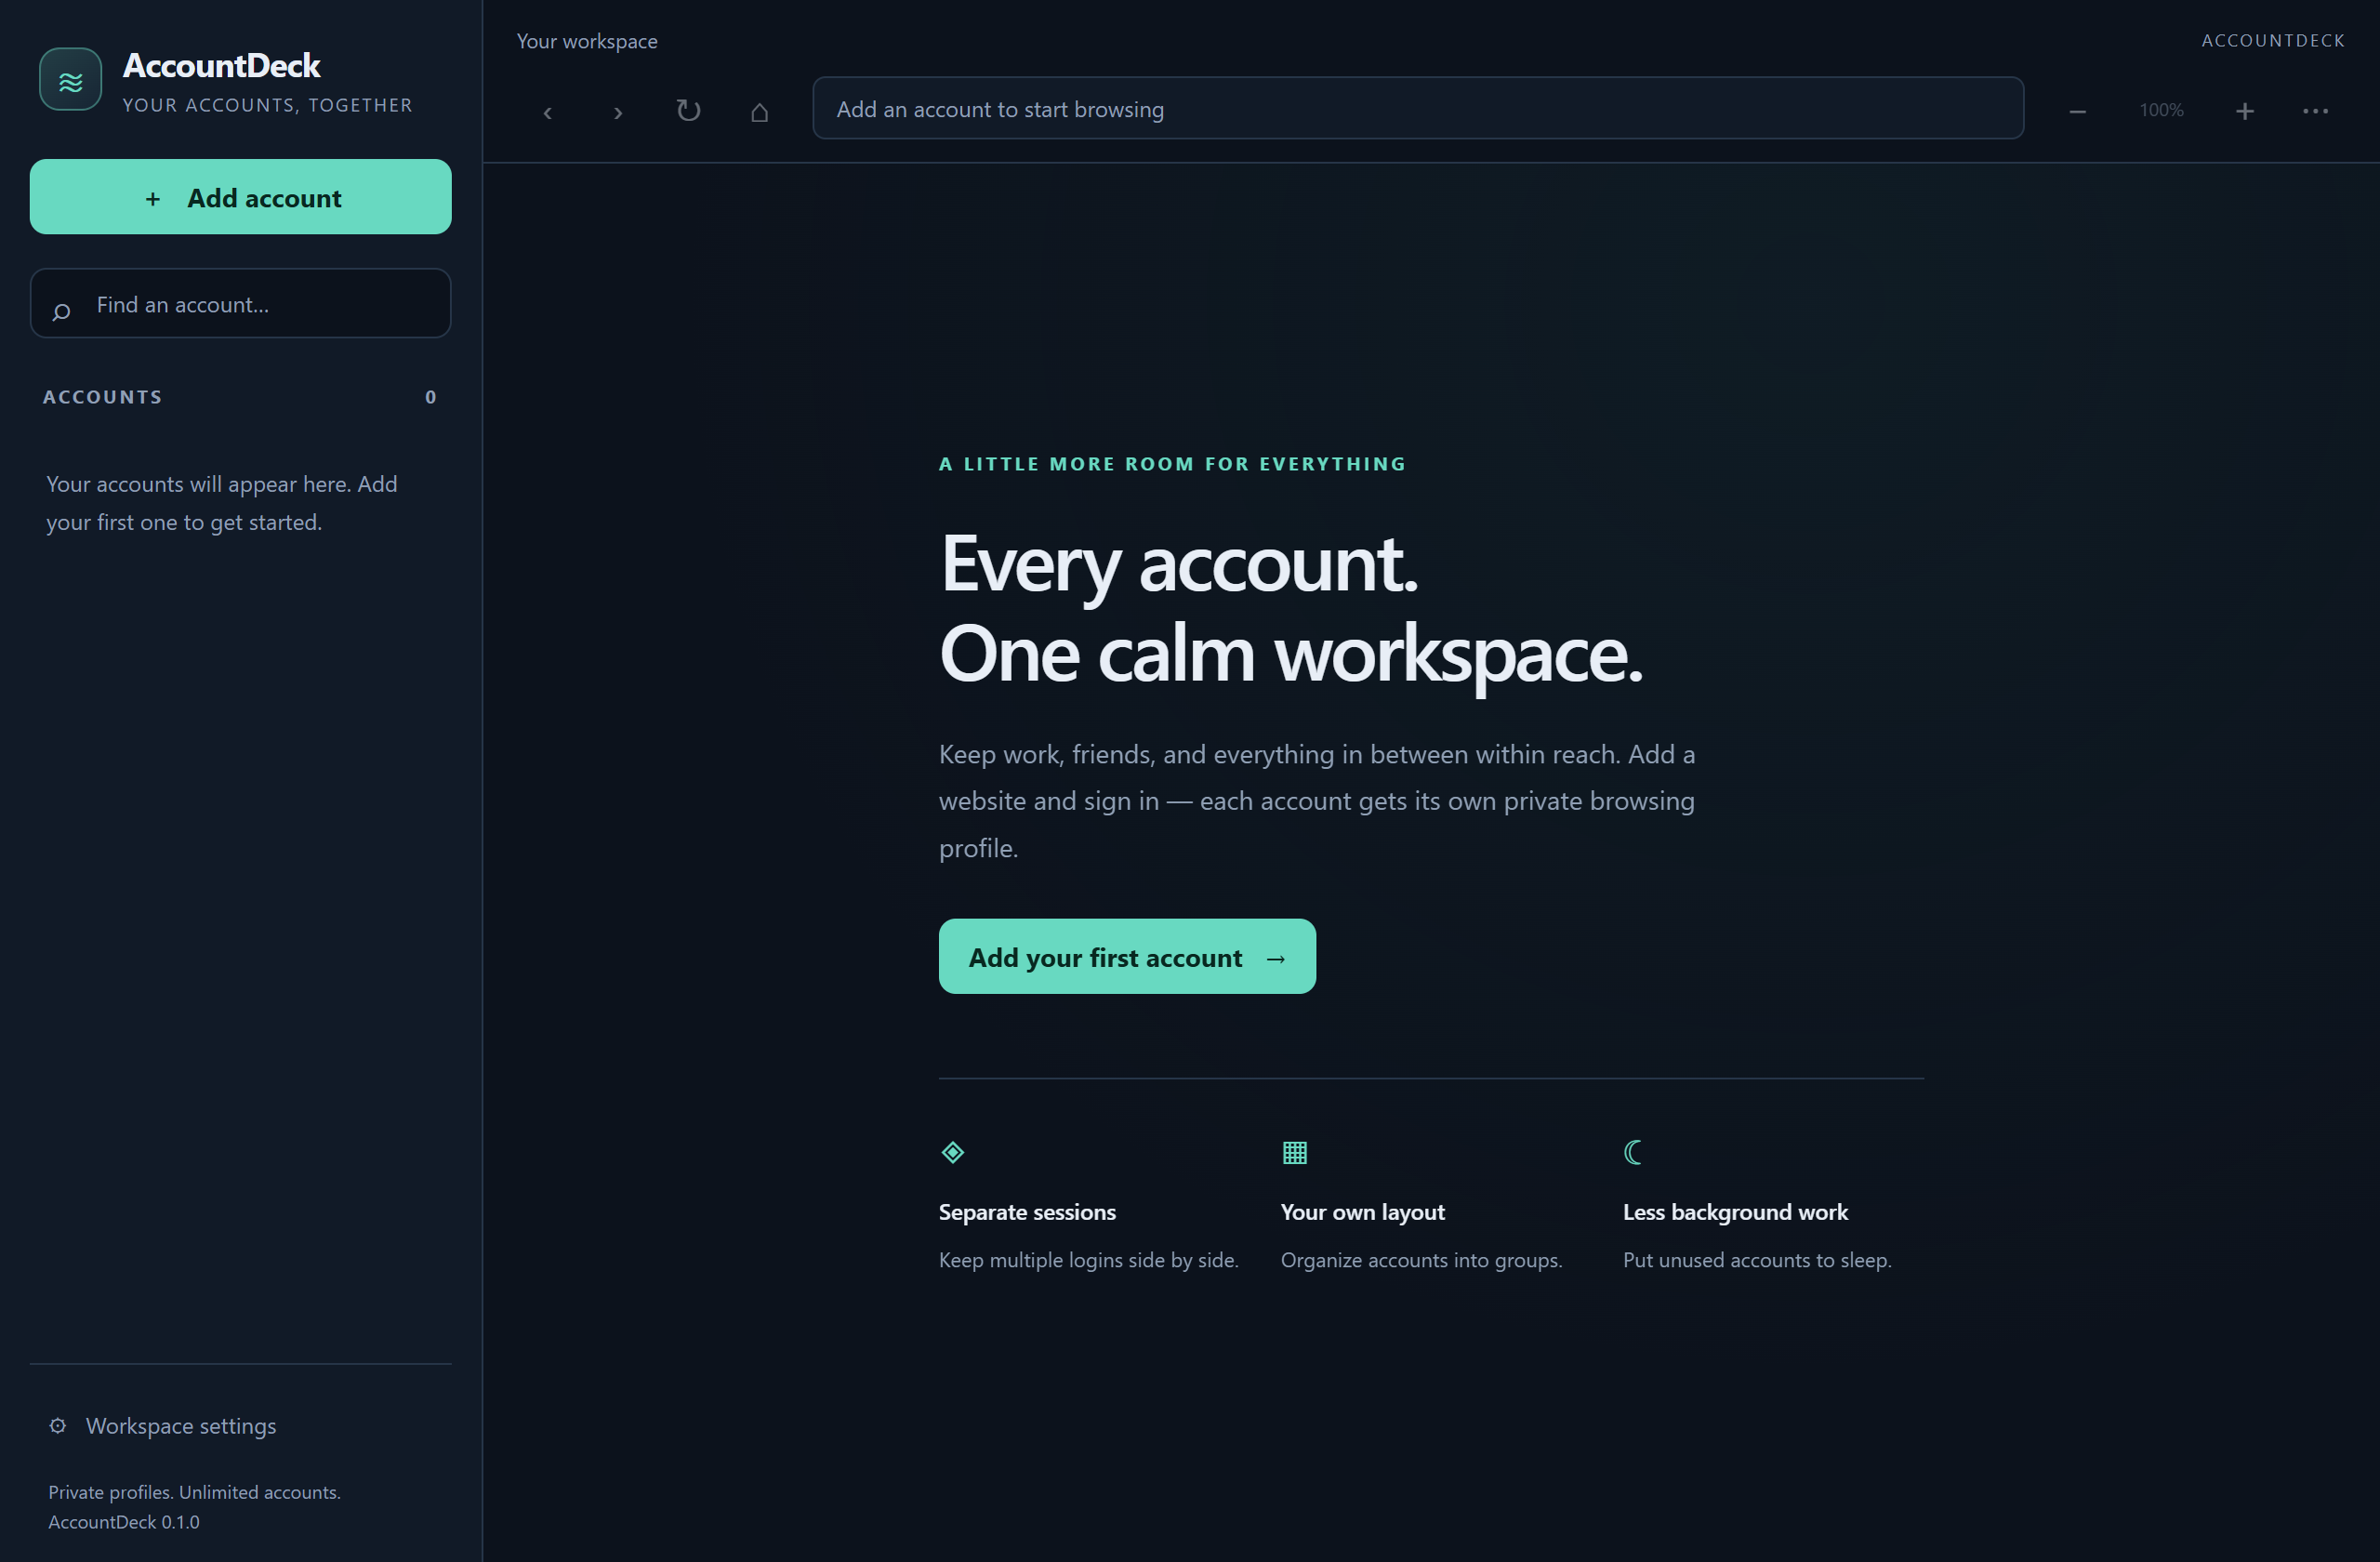 AccountDeck
YOUR ACCOUNTS, TOGETHER
+ Add account
Find an account...
ACCOUNTS 0
Your accounts will appear here. Add
your first one to get started.
Workspace settings
Private profiles. Unlimited accounts.
AccountDeck 0.1.0
Your workspace
ACCOUNTDECK
Add an account to start browsing
− 100% + ···
A LITTLE MORE ROOM FOR EVERYTHING
Every account.
One calm workspace.
Keep work, friends, and everything in between within reach. Add a
website and sign in — each account gets its own private browsing
profile.
Add your first account →
Separate sessions
Keep multiple logins side by side.
Your own layout
Organize accounts into groups.
Less background work
Put unused accounts to sleep.